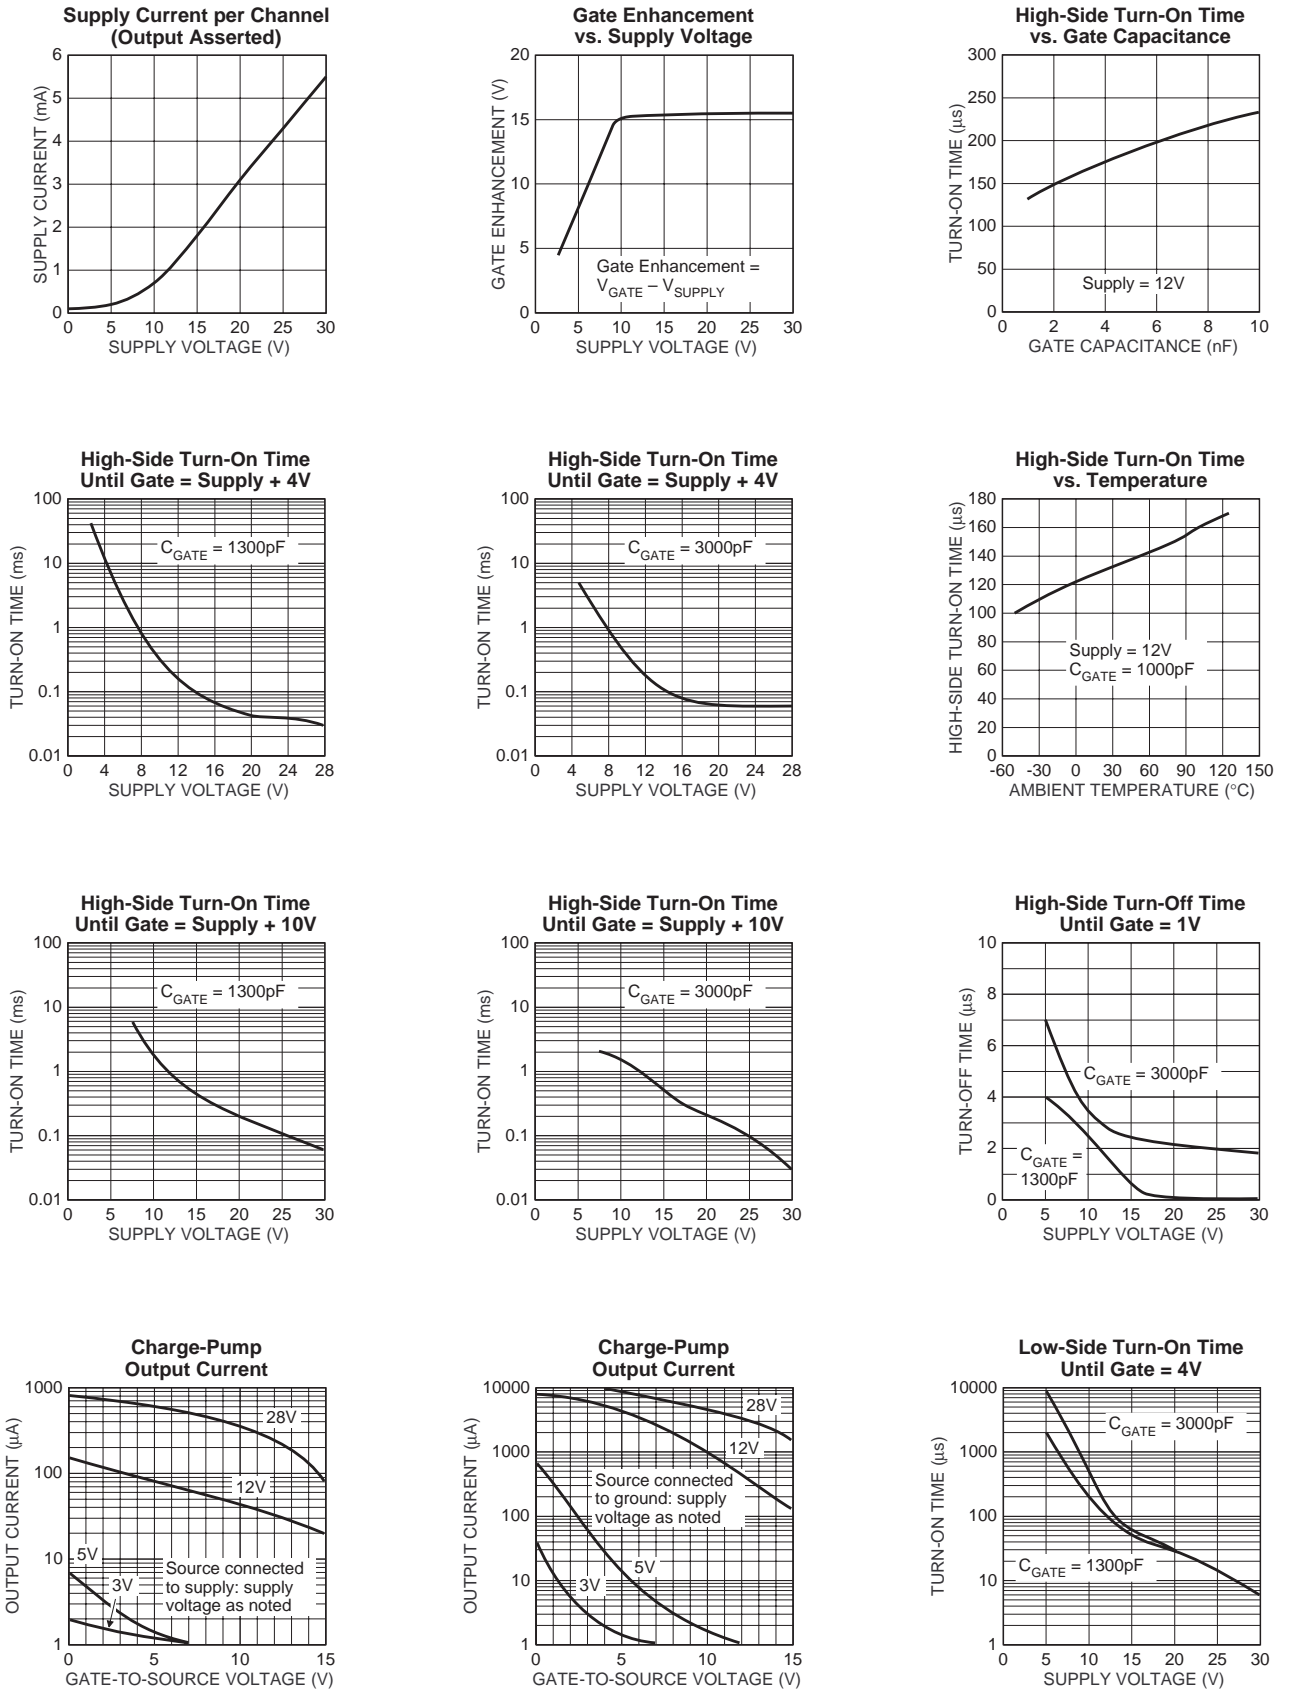 Supply Current per Channel
(Output Asserted)
6
5
4
3
2
1
0
SUPPLY CURRENT (mA)
0 5 10 15 20 25 30
SUPPLY VOLTAGE (V)
Gate Enhancement
vs. Supply Voltage
20
15
10
5
0
GATE ENHANCEMENT (V)
Gate Enhancement =
VGATE – VSUPPLY
0 5 10 15 20 25 30
SUPPLY VOLTAGE (V)
High-Side Turn-On Time
vs. Gate Capacitance
300
250
200
150
100
50
0
TURN-ON TIME (µs)
Supply = 12V
0 2 4 6 8 10
GATE CAPACITANCE (nF)
High-Side Turn-On Time
Until Gate = Supply + 4V
100
10
1
0.1
0.01
TURN-ON TIME (ms)
CGATE = 1300pF
0 4 8 12 16 20 24 28
SUPPLY VOLTAGE (V)
High-Side Turn-On Time
Until Gate = Supply + 4V
100
10
1
0.1
0.01
TURN-ON TIME (ms)
CGATE = 3000pF
0 4 8 12 16 20 24 28
SUPPLY VOLTAGE (V)
High-Side Turn-On Time
vs. Temperature
180
160
140
120
100
80
60
40
20
0
HIGH-SIDE TURN-ON TIME (µs)
Supply = 12V
CGATE = 1000pF
-60 -30 0 30 60 90 120 150
AMBIENT TEMPERATURE (°C)
High-Side Turn-On Time
Until Gate = Supply + 10V
100
10
1
0.1
0.01
TURN-ON TIME (ms)
CGATE = 1300pF
0 5 10 15 20 25 30
SUPPLY VOLTAGE (V)
High-Side Turn-On Time
Until Gate = Supply + 10V
100
10
1
0.1
0.01
TURN-ON TIME (ms)
CGATE = 3000pF
0 5 10 15 20 25 30
SUPPLY VOLTAGE (V)
High-Side Turn-Off Time
Until Gate = 1V
10
8
6
4
2
0
TURN-OFF TIME (µs)
CGATE = 3000pF
CGATE =
1300pF
0 5 10 15 20 25 30
SUPPLY VOLTAGE (V)
Charge-Pump
Output Current
1000
100
10
1
OUTPUT CURRENT (µA)
28V
12V
5V
3V
Source connected
to supply: supply
voltage as noted
0 5 10 15
GATE-TO-SOURCE VOLTAGE (V)
Charge-Pump
Output Current
10000
1000
100
10
1
OUTPUT CURRENT (µA)
28V
12V
Source connected
to ground: supply
voltage as noted
5V
3V
0 5 10 15
GATE-TO-SOURCE VOLTAGE (V)
Low-Side Turn-On Time
Until Gate = 4V
10000
1000
100
10
1
TURN-ON TIME (µs)
CGATE = 3000pF
CGATE = 1300pF
0 5 10 15 20 25 30
SUPPLY VOLTAGE (V)